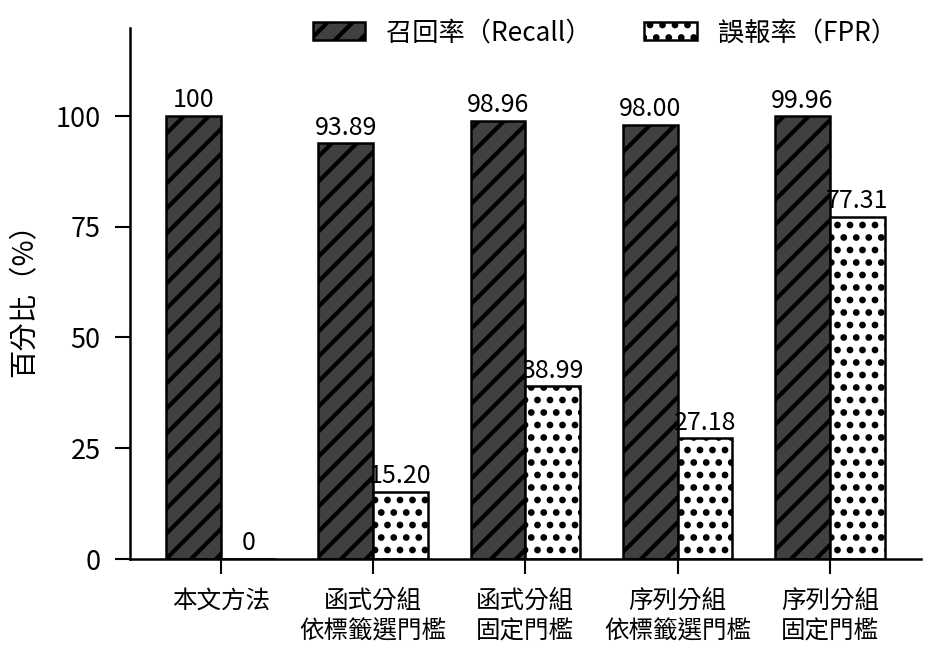 召回率（Recall）
誤報率（FPR）
百分比（%）
100
75
50
25
0
100
0
93.89
15.20
98.96
38.99
98.00
27.18
99.96
77.31
本文方法
函式分組
依標籤選門檻
函式分組
固定門檻
序列分組
依標籤選門檻
序列分組
固定門檻